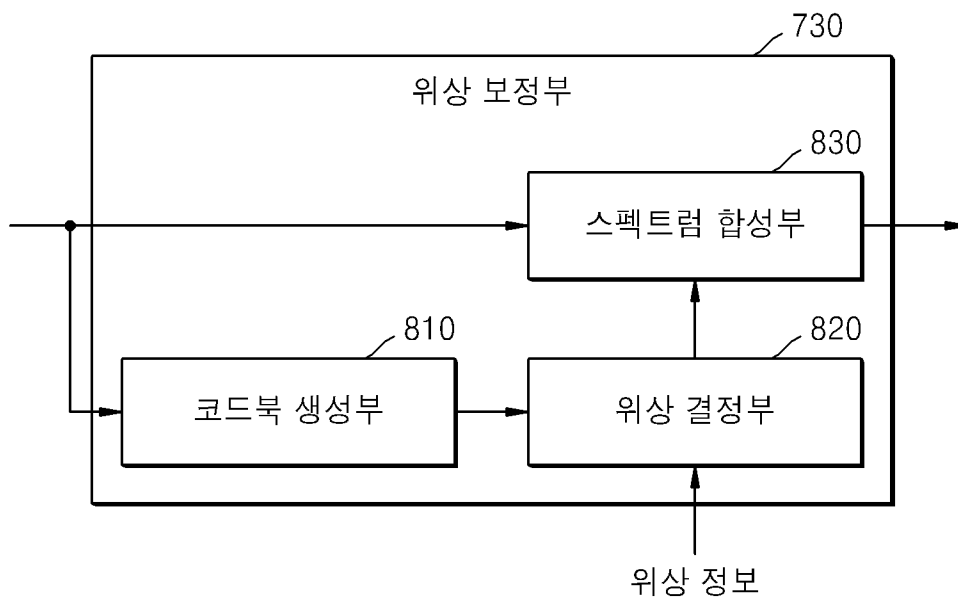 730
위상 보정부
830
스펙트럼 합성부
810
820
코드북 생성부
위상 결정부
위상 정보